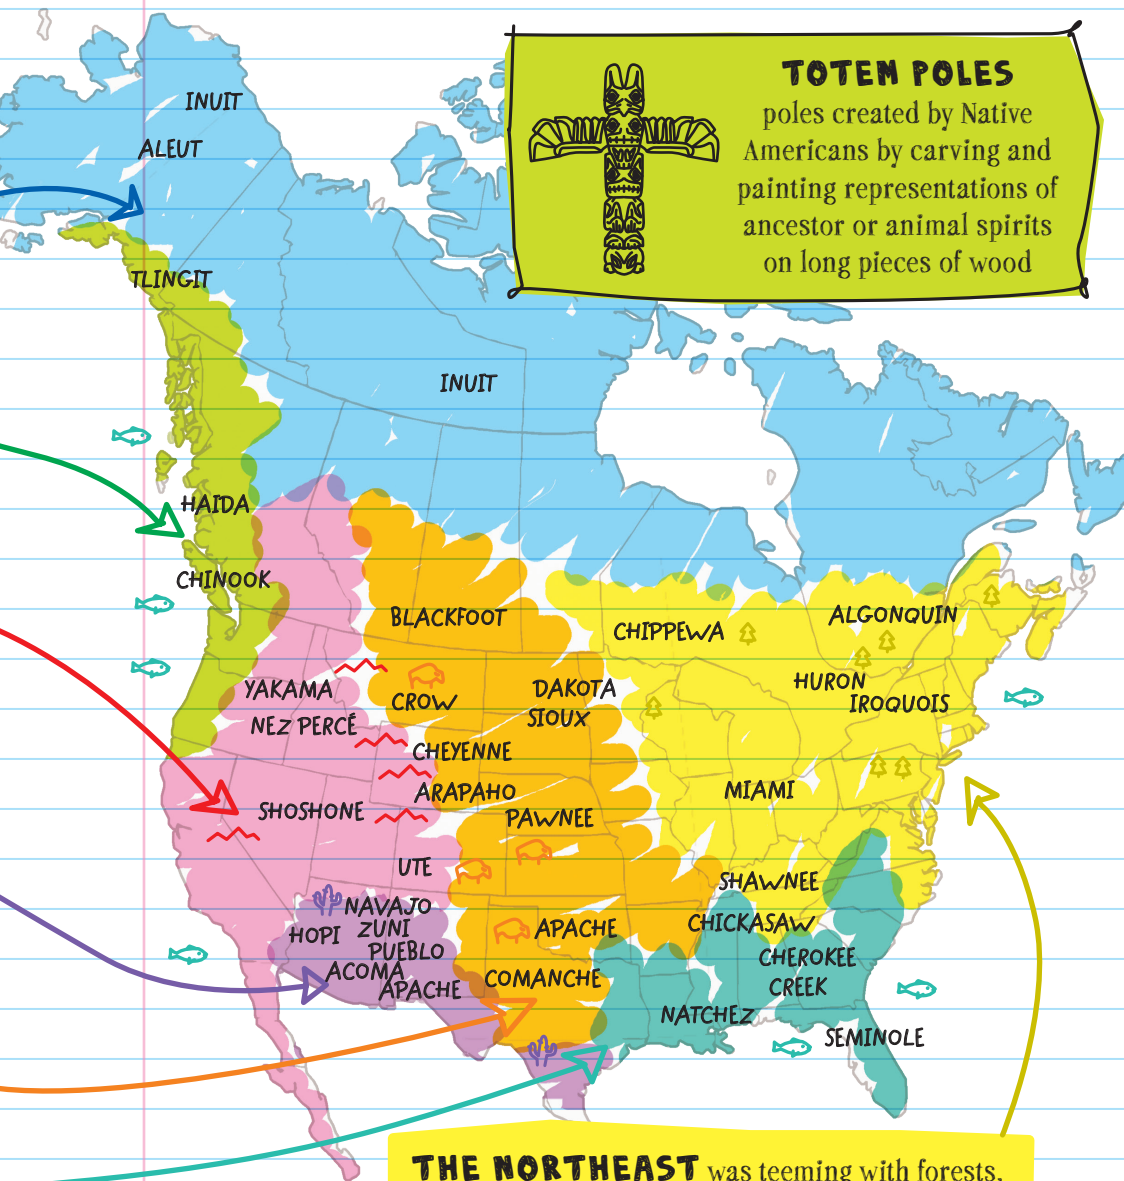 TOTEM POLES
poles created by Native
Americans by carving and
painting representations of
ancestor or animal spirits
on long pieces of wood
INUIT
ALEUT
TLINGIT
INUIT
HAIDA
CHINOOK
BLACKFOOT
CHIPPEWA
ALGONQUIN
YAKAMA
CROW
DAKOTA
HURON
IROQUOIS
NEZ PERCÉ
SIOUX
CHEYENNE
ARAPAHO
MIAMI
SHOSHONE
PAWNEE
UTE
SHAWNEE
NAVAJO
HOPI
ZUNI
APACHE
CHICKASAW
PUEBLO
CHEROKEE
ACOMA
COMANCHE
APACHE
CREEK
NATCHEZ
SEMINOLE
THE NORTHEAST was teeming with forests,